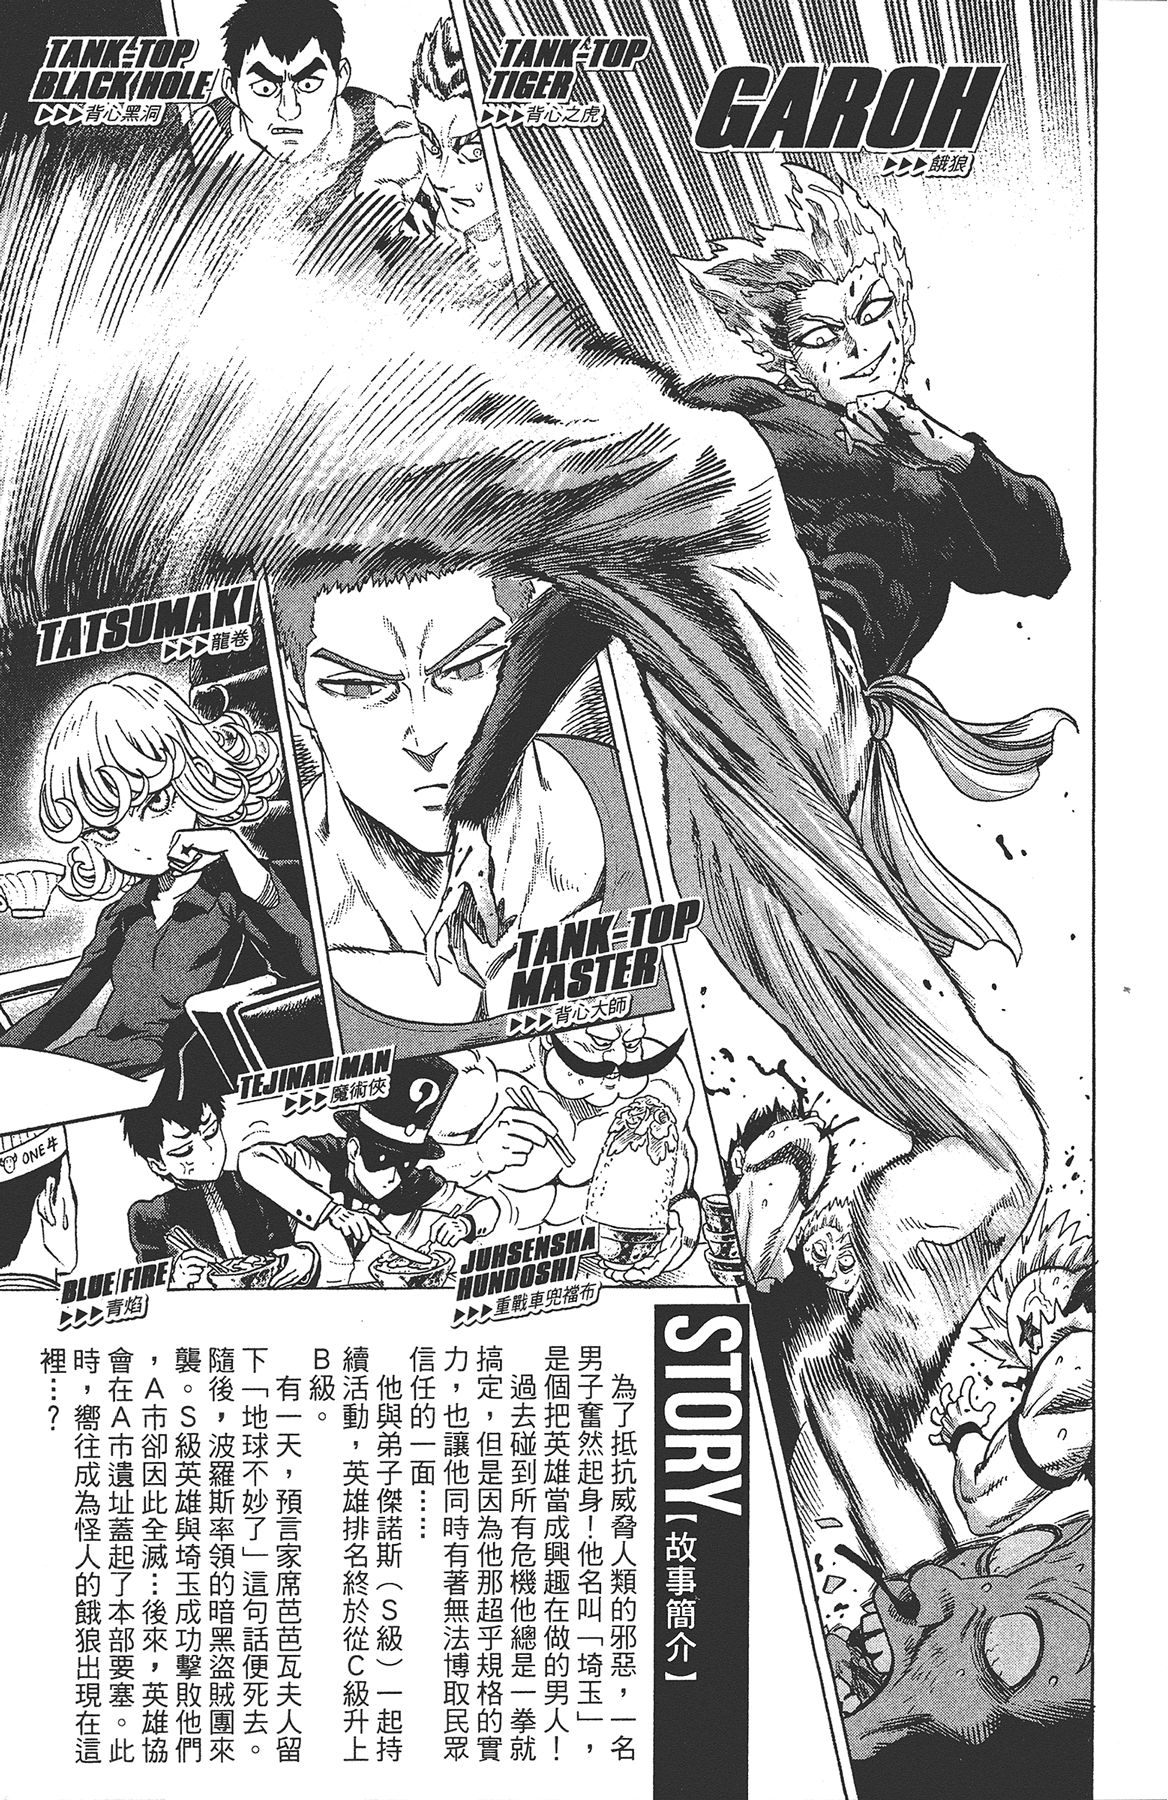 TANK-TOP
BLACK HOLE
▷▷▷背心黑洞
TANK-TOP
TIGER
▷▷▷背心之虎
GAROH
▷▷▷餓狼
TATSUMAKI
▷▷▷龍卷
TANK-TOP
MASTER
▷▷▷背心大師
TEJINAH MAN
▷▷▷魔術俠
?
ONE牛
BLUE FIRE
▷▷▷青焰
JUHSENSHA
HUNDOSHI
▷▷▷重戰車兜襠布
STORY【故事簡介】
為了抵抗威脅人類的邪惡，一名
男子奮然起身！他名叫「埼玉」，
是個把英雄當成興趣在做的男人！
過去碰到所有危機他總是一拳就
搞定，但是因為他那超乎規格的實
力，也讓他同時有著無法博取民眾
信任的一面……
他與弟子傑諾斯（S級）一起持
續活動，英雄排名終於從C級升上
B級。
有一天，預言家席芭芭瓦夫人留
下「地球不妙了」這句話便死去。
隨後，波羅斯率領的暗黑盜賊團來
襲。S級英雄與埼玉成功擊敗他們
，A市卻因此全滅…後來，英雄協
會在A市遺址蓋起了本部要塞。此
時，嚮往成為怪人的餓狼出現在這
裡…？